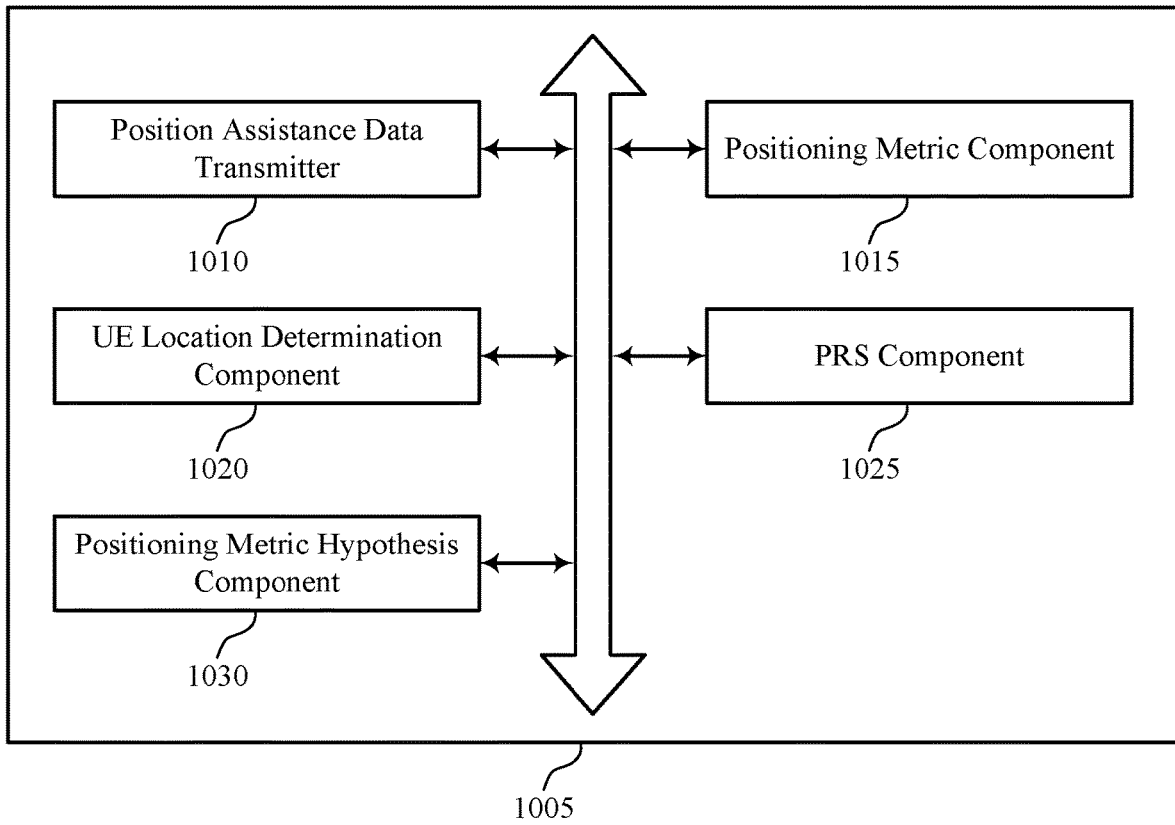 Position Assistance Data
Transmitter
1010
Positioning Metric Component
1015
UE Location Determination
Component
1020
PRS Component
1025
Positioning Metric Hypothesis
Component
1030
1005